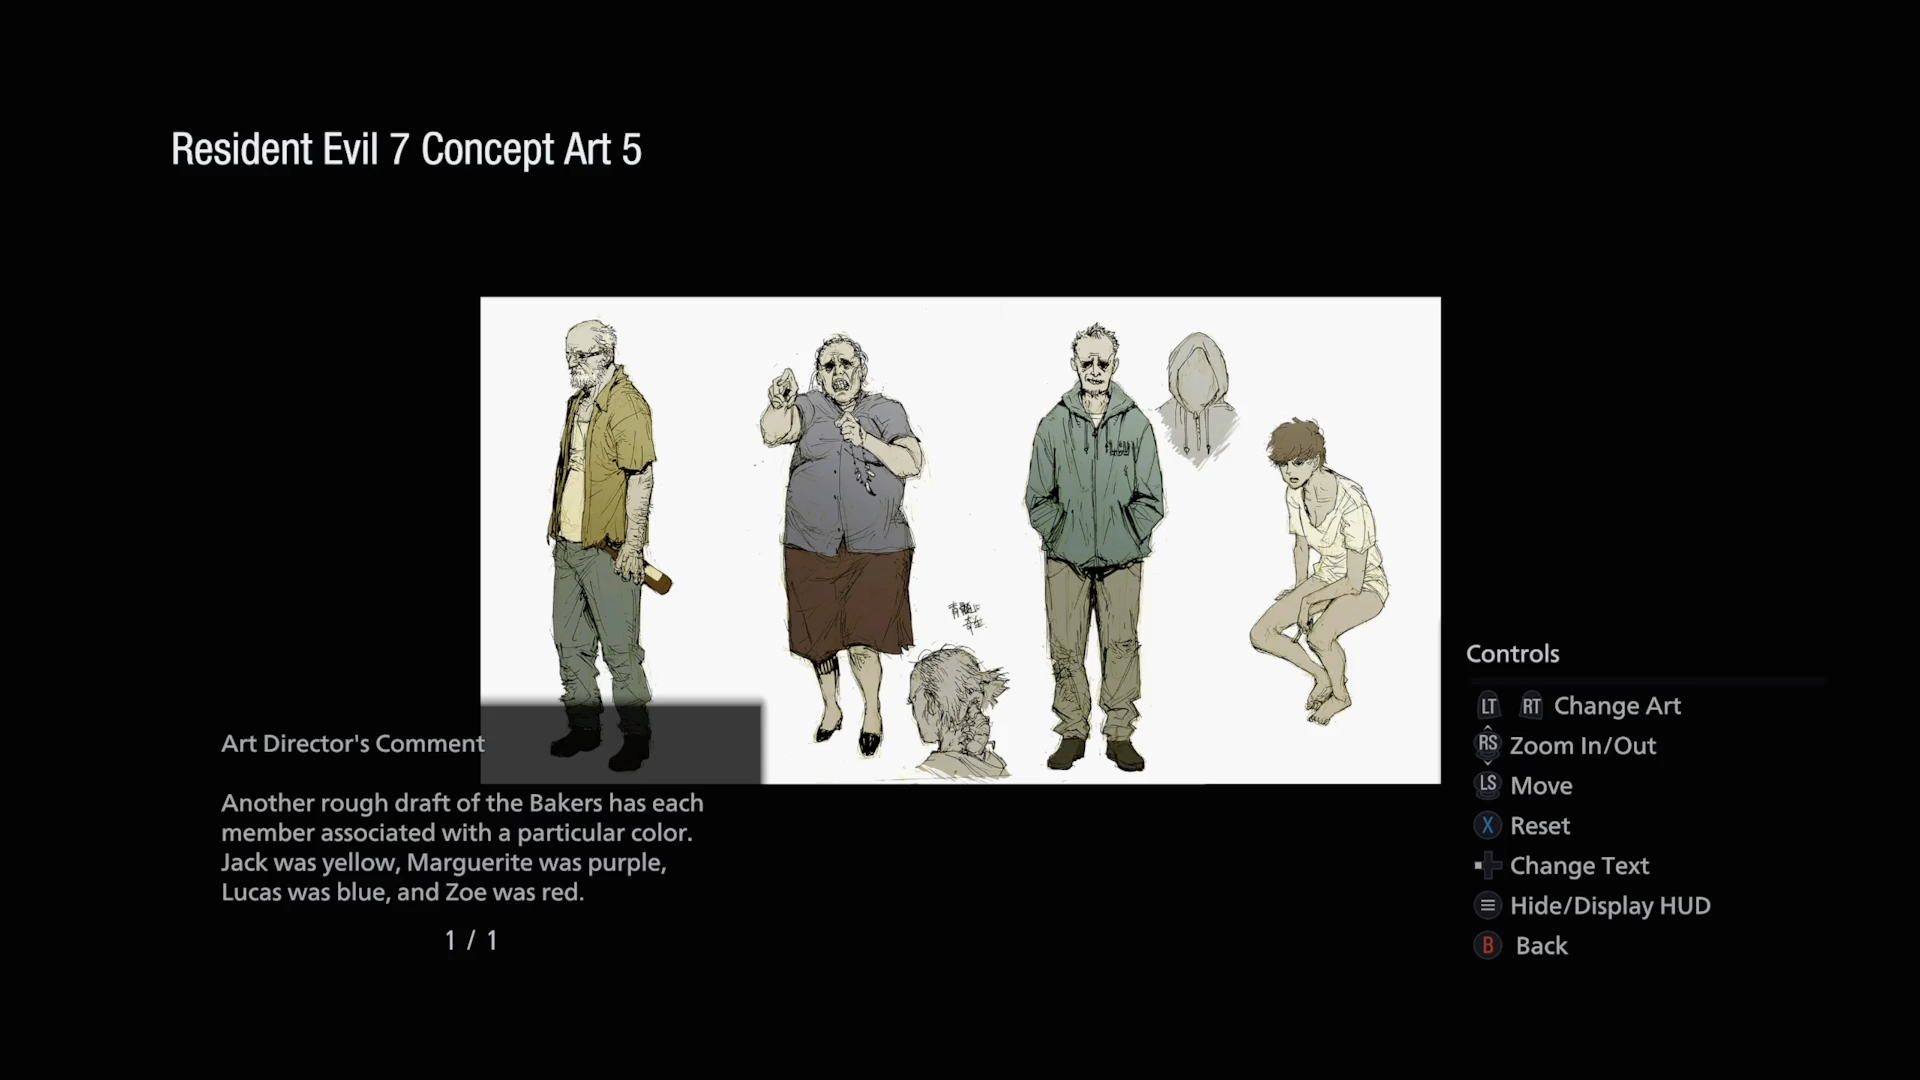 Resident Evil 7 Concept Art 5
Art Director's Comment
Another rough draft of the Bakers has each
member associated with a particular color.
Jack was yellow, Marguerite was purple,
Lucas was blue, and Zoe was red.
1 / 1
Controls
LT RT Change Art
RS Zoom In/Out
LS Move
X Reset
Change Text
Hide/Display HUD
B Back